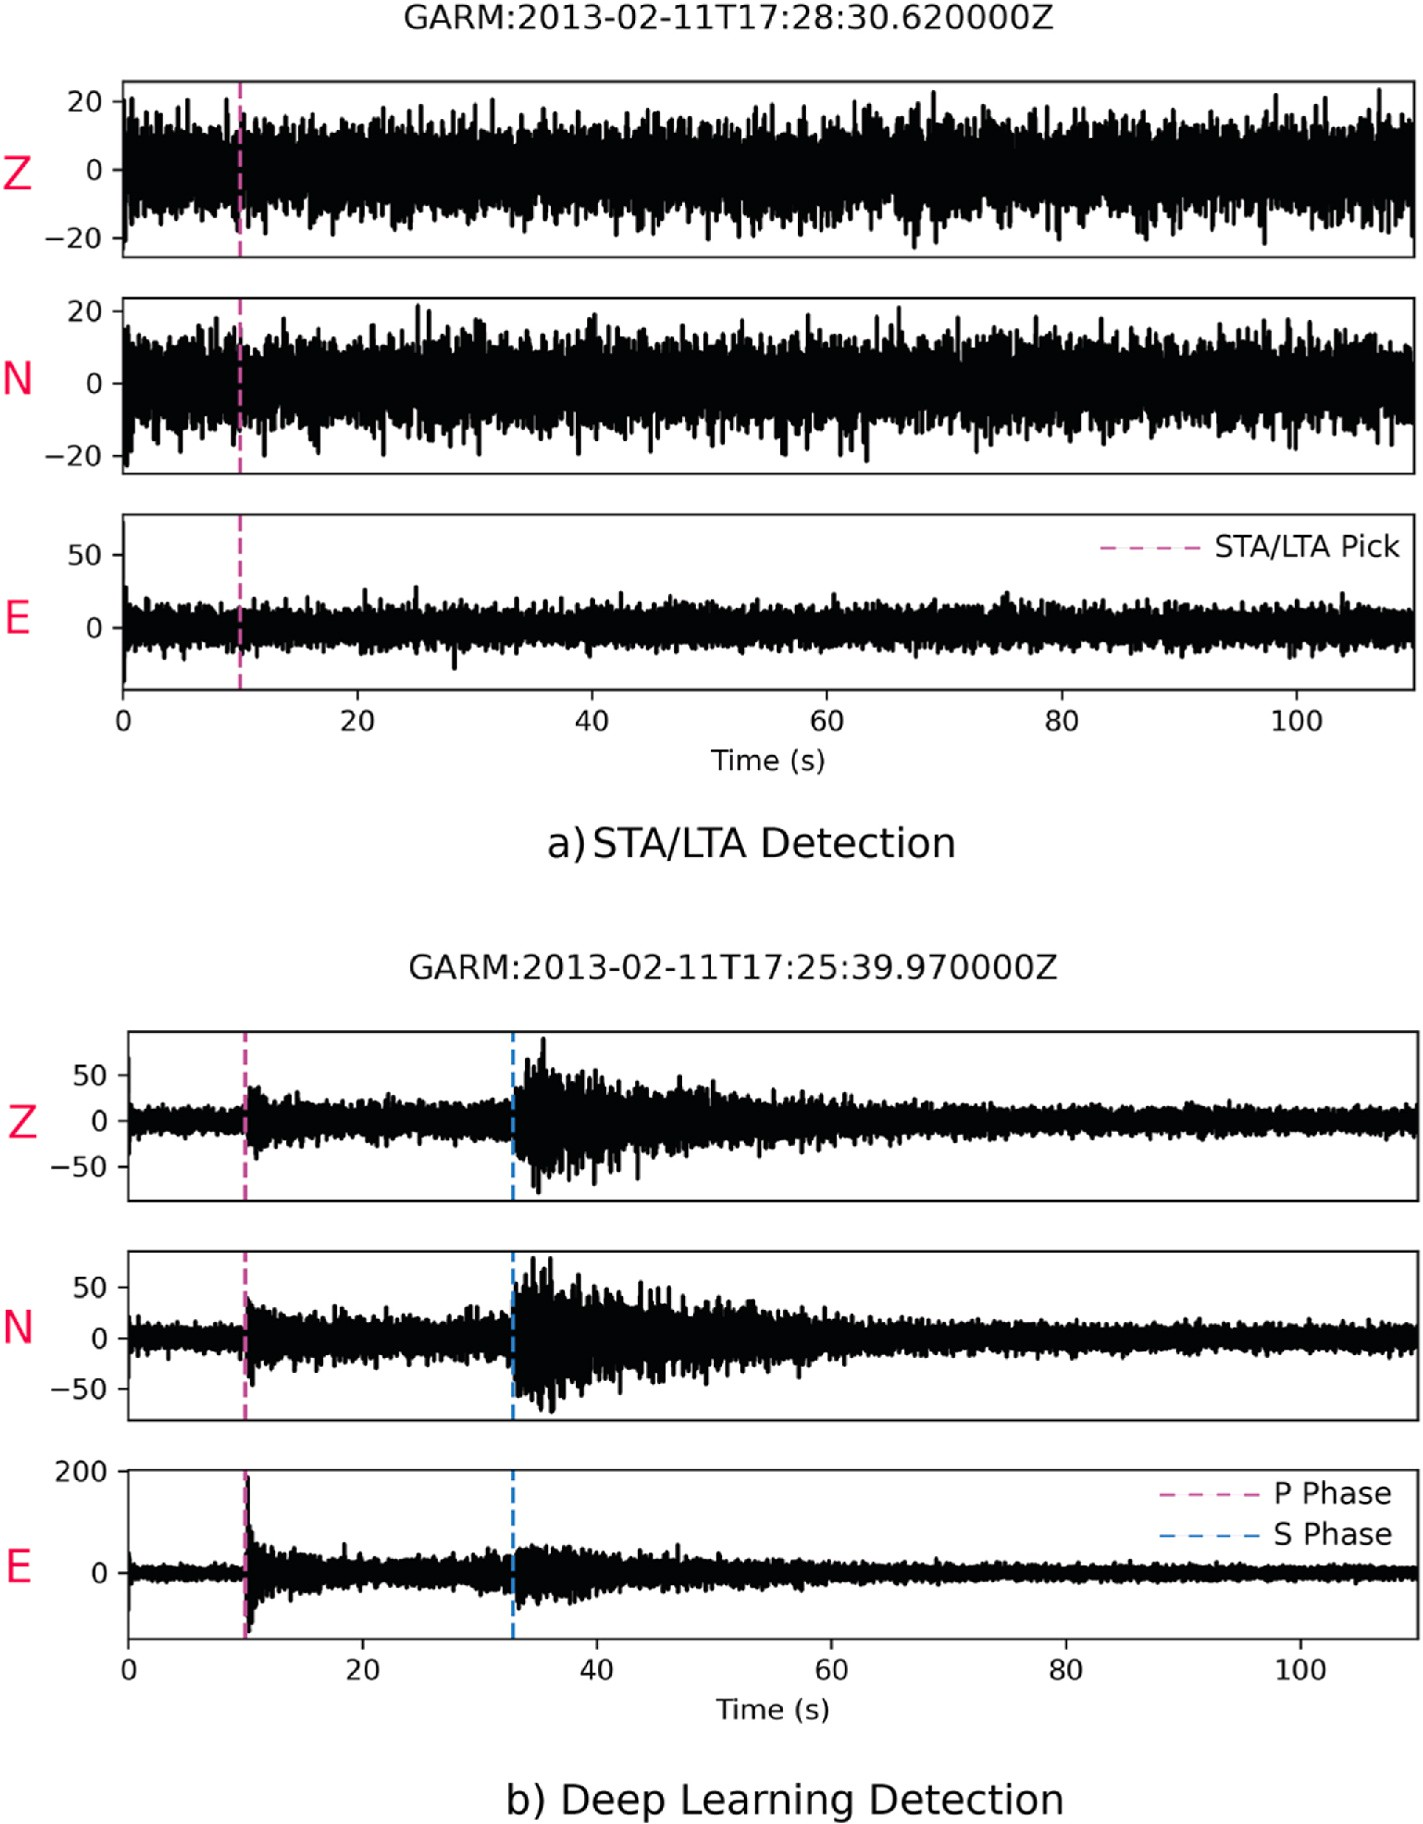 GARM:2013-02-11T17:28:30.620000Z
20
0
−20
Z
20
0
−20
N
50
0
E
STA/LTA Pick
0 20 40 60 80 100
Time (s)
a) STA/LTA Detection
GARM:2013-02-11T17:25:39.970000Z
50
0
−50
Z
50
0
−50
N
200
0
E
P Phase
S Phase
0 20 40 60 80 100
Time (s)
b) Deep Learning Detection